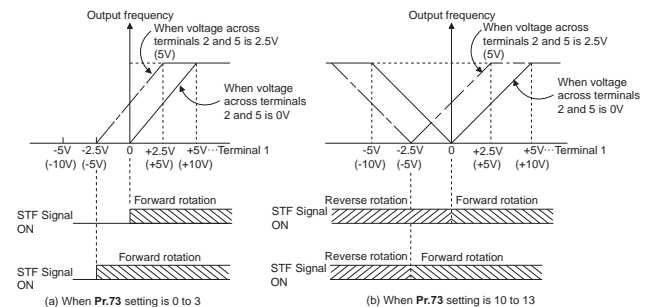 Output frequency
When voltage across
terminals 2 and 5 is 2.5V
(5V)
When voltage
across terminals
2 and 5 is 0V
-5V -2.5V 0 +2.5V +5V···Terminal 1
(-10V) (-5V) (+5V) (+10V)
Forward rotation
STF Signal
ON
Forward rotation
STF Signal
ON
(a) When Pr.73 setting is 0 to 3
Output frequency
When voltage across
terminals 2 and 5 is 2.5V
(5V)
When voltage
across terminals
2 and 5 is 0V
-5V -2.5V 0 +2.5V +5V···Terminal 1
(-10V) (-5V) (+5V) (+10V)
Reverse rotation Forward rotation
STF Signal
ON
Reverse rotation Forward rotation
STF Signal
ON
(b) When Pr.73 setting is 10 to 13